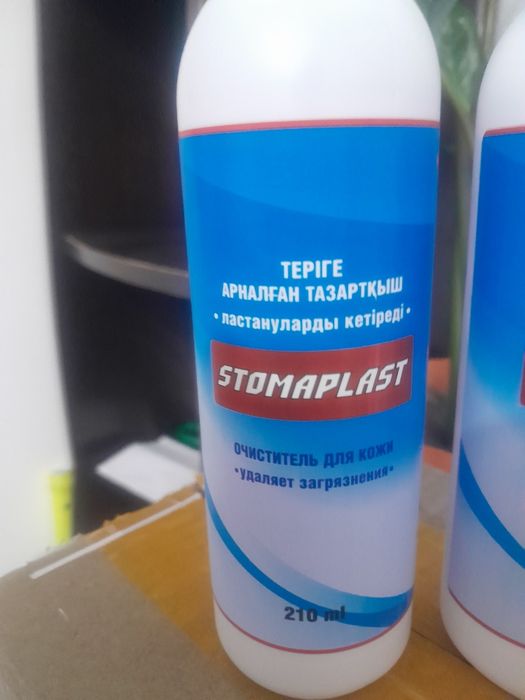 ТЕРІГЕ
АРНАЛҒАН ТАЗАРТҚЫШ
• ластануларды кетіреді •
STOMAPLAST
ОЧИСТИТЕЛЬ ДЛЯ КОЖИ
•удаляет загрязнения•
210 ml